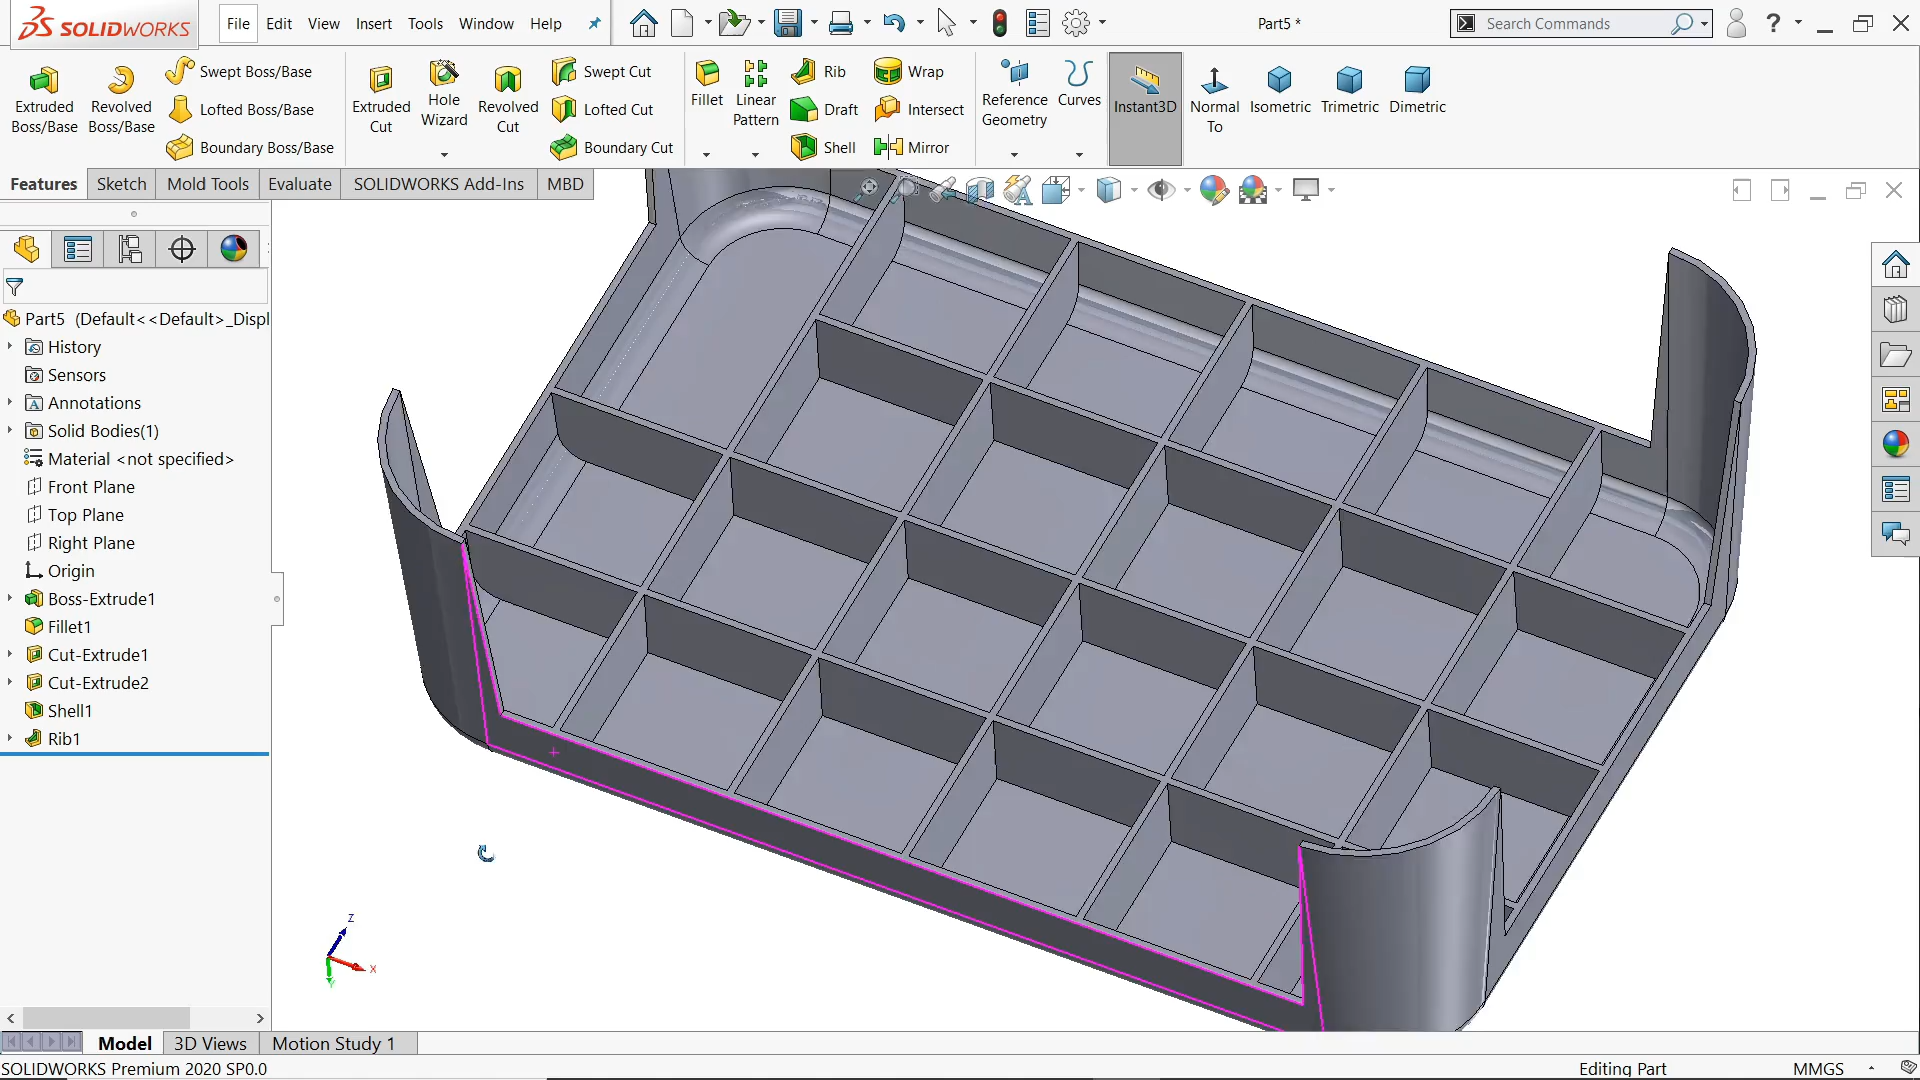 SOLIDWORKS
File Edit View Insert Tools Window Help
Part5 *
Search Commands
?
Extruded Boss/Base
Revolved Boss/Base
Swept Boss/Base
Lofted Boss/Base
Boundary Boss/Base
Extruded Cut
Hole Wizard
Revolved Cut
Swept Cut
Lofted Cut
Boundary Cut
Fillet
Linear Pattern
Rib
Draft
Shell
Wrap
Intersect
Mirror
Reference Geometry
Curves
Instant3D
Normal To
Isometric
Trimetric
Dimetric
Features Sketch Mold Tools Evaluate SOLIDWORKS Add-Ins MBD
Part5 (Default<<Default>_Displ
History
Sensors
Annotations
Solid Bodies(1)
Material <not specified>
Front Plane
Top Plane
Right Plane
Origin
Boss-Extrude1
Fillet1
Cut-Extrude1
Cut-Extrude2
Shell1
Rib1
Z
X
Y
Model 3D Views Motion Study 1
SOLIDWORKS Premium 2020 SP0.0
Editing Part
MMGS